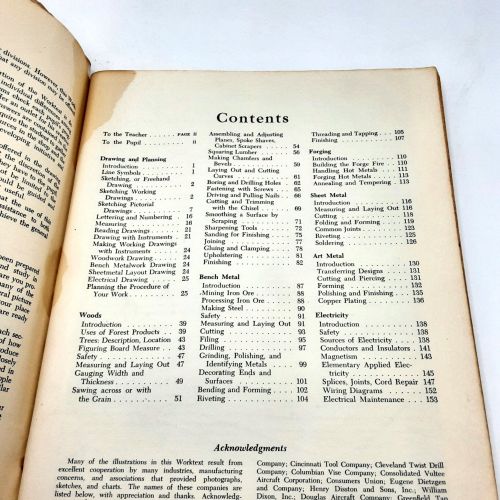 divisions. However
that any division may be
Contents
To the Teacher . . . . . . . PAGE ii
To the Pupil . . . . . . . . ii
Drawing and Planning
Introduction . . . . . . . . 1
Line Symbols . . . . . . . . 1
Sketching, or Freehand
Drawing . . . . . . . . 2
Sketching Working
Drawings . . . . . . . . 2
Sketching Pictorial
Drawings . . . . . . . . 7
Lettering and Numbering . . 16
Measuring . . . . . . . . 16
Reading Drawings . . . . . 21
Drawing with Instruments . . 21
Making Working Drawings
with Instruments . . . . . 24
Woodwork Drawing . . . . . 24
Bench Metalwork Drawing . . 24
Sheetmetal Layout Drawing . 24
Electrical Drawing . . . . . 21
Planning the Procedure of
Your Work . . . . . . . . 25
Woods
Introduction . . . . . . . . 39
Uses of Forest Products . . . 39
Trees: Description, Location 43
Figuring Board Measure . . . 43
Safety . . . . . . . . . . 47
Measuring and Laying Out . . 47
Gauging Width and
Thickness . . . . . . . . 49
Sawing across or with
the Grain . . . . . . . . 51
Assembling and Adjusting
Planes, Spoke Shaves,
Cabinet Scrapers . . . . . 54
Squaring Lumber . . . . . . 56
Making Chamfers and
Bevels . . . . . . . . . 59
Laying Out and Cutting
Curves . . . . . . . . . 61
Boring and Drilling Holes . . 62
Fastening with Screws . . . . 65
Driving and Pulling Nails . . 66
Cutting and Trimming
with the Chisel . . . . . . 69
Smoothing a Surface by
Scraping . . . . . . . . 71
Sharpening Tools . . . . . . 72
Sanding for Finishing . . . . 75
Joining . . . . . . . . . . 77
Gluing and Clamping . . . . 78
Upholstering . . . . . . . . 81
Finishing . . . . . . . . . 82
Bench Metal
Introduction . . . . . . . . 87
Mining Iron Ore . . . . . . 88
Processing Iron Ore . . . . . 88
Making Steel . . . . . . . . 90
Safety . . . . . . . . . . 91
Measuring and Laying Out . . 91
Cutting . . . . . . . . . . 93
Filing . . . . . . . . . . 95
Drilling . . . . . . . . . . 97
Grinding, Polishing, and
Identifying Metals . . . . . 99
Decorating Ends and
Surfaces . . . . . . . . 101
Bending and Forming . . . . 102
Riveting . . . . . . . . . 104
Threading and Tapping . . . 105
Finishing . . . . . . . . . 107
Forging
Introduction . . . . . . . . 110
Building the Forge Fire . . . 110
Handling Hot Metals . . . . 111
Forging Hot Metals . . . . . 113
Annealing and Tempering . . 113
Sheet Metal
Introduction . . . . . . . . 116
Measuring and Laying Out . . 116
Cutting . . . . . . . . . . 118
Folding and Forming . . . . 119
Common Joints . . . . . . . 123
Riveting . . . . . . . . . 125
Soldering . . . . . . . . . 126
Art Metal
Introduction . . . . . . . . 130
Transferring Designs . . . . 131
Cutting and Piercing . . . . 131
Forming . . . . . . . . . 132
Polishing and Finishing . . . 135
Copper Plating . . . . . . . 136
Electricity
Introduction . . . . . . . . 138
Safety . . . . . . . . . . 138
Sources of Electricity . . . . 138
Conductors and Insulators . . 141
Magnetism . . . . . . . . 143
Elementary Applied Elec-
tricity . . . . . . . . . 145
Splices, Joints, Cord Repair 147
Wiring Diagrams . . . . . . 152
Electrical Maintenance . . . . 153
Acknowledgments
Many of the illustrations in this Worktext result from
excellent cooperation by many industries, manufacturing
concerns, and associations that provided photographs,
sketches, and charts. The names of these companies are
listed below, with appreciation and thanks. Acknowledg-
Company; Cincinnati Tool Company; Cleveland Twist Drill
Company; Columbian Vise Company; Consolidated Vultee
Aircraft Corporation; Consumers Union; Eugene Dietzgen
and Company; Henry Disston and Sons, Inc.; William
Dixon, Inc.; Douglas Aircraft Company; Greenfield Tap